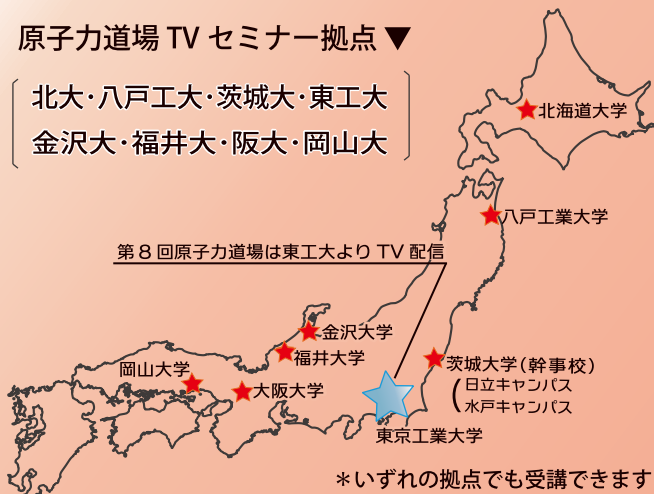 原子力道場 TV セミナー拠点 ▼
北大・八戸工大・茨城大・東工大
金沢大・福井大・阪大・岡山大
北海道大学
八戸工業大学
第８回原子力道場は東工大より TV 配信
金沢大学
福井大学
岡山大学
大阪大学
茨城大学(幹事校)
(日立キャンパス
水戸キャンパス
東京工業大学
＊いずれの拠点でも受講できます